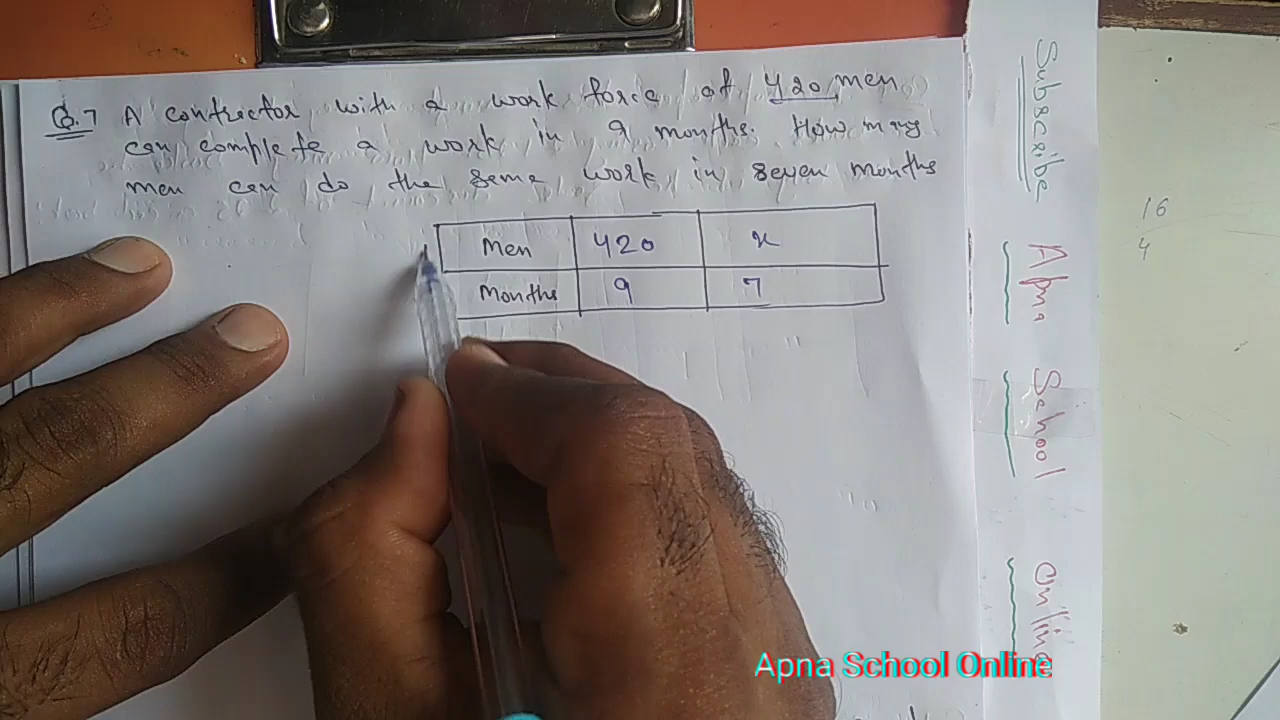 Q.7 A contractor with a work force of 420 men
can complete a work in 9 months. How many
men can do the same work in seven months
Men 420 x
Months 9 7
Subscribe
Apna School Online
16
4
Apna School Online